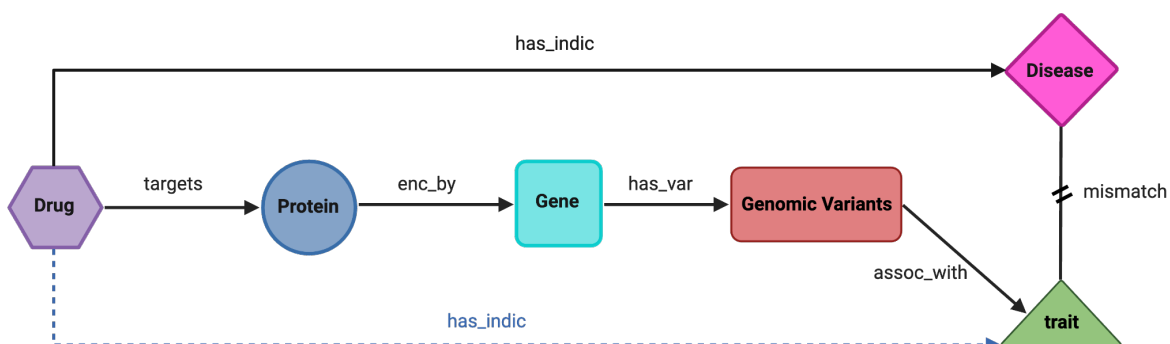 has_indic
Disease
targets
enc_by
has_var
mismatch
Drug
Protein
Gene
Genomic Variants
assoc_with
has_indic
trait